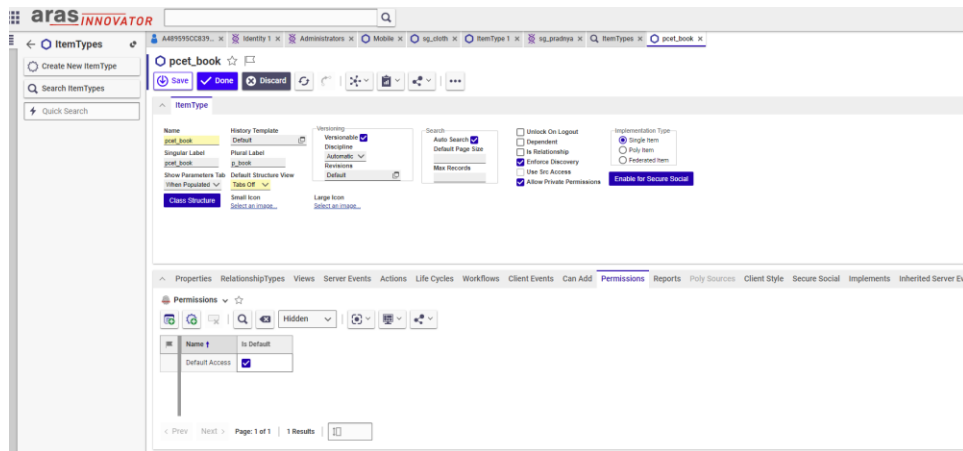 aras INNOVATOR
A489595CC839... × Identity 1 × Administrators × Mobile × sg_cloth × ItemType 1 × sg_pradnya × ItemTypes × pcet_book ×
ItemTypes
Create New ItemType
Search ItemTypes
Quick Search
pcet_book
Save Done Discard
ItemType
Name History Template Versioning Search Unlock On Logout Implementation Type
pcet_book Default Versionable Auto Search Dependent Single Item
Singular Label Plural Label Discipline Default Page Size Is Relationship Poly Item
pcet_book p_book Automatic Enforce Discovery Federated Item
Show Parameters Tab Default Structure View Revisions Max Records Use Src Access
When Populated Tabs Off Default Allow Private Permissions Enable for Secure Social
Class Structure Small Icon Large Icon
Select an image... Select an image...
Properties RelationshipTypes Views Server Events Actions Life Cycles Workflows Client Events Can Add Permissions Reports Poly Sources Client Style Secure Social Implements Inherited Server Ev
Permissions
Hidden
Name Is Default
Default Access
< Prev Next > Page: 1 of 1 1 Results